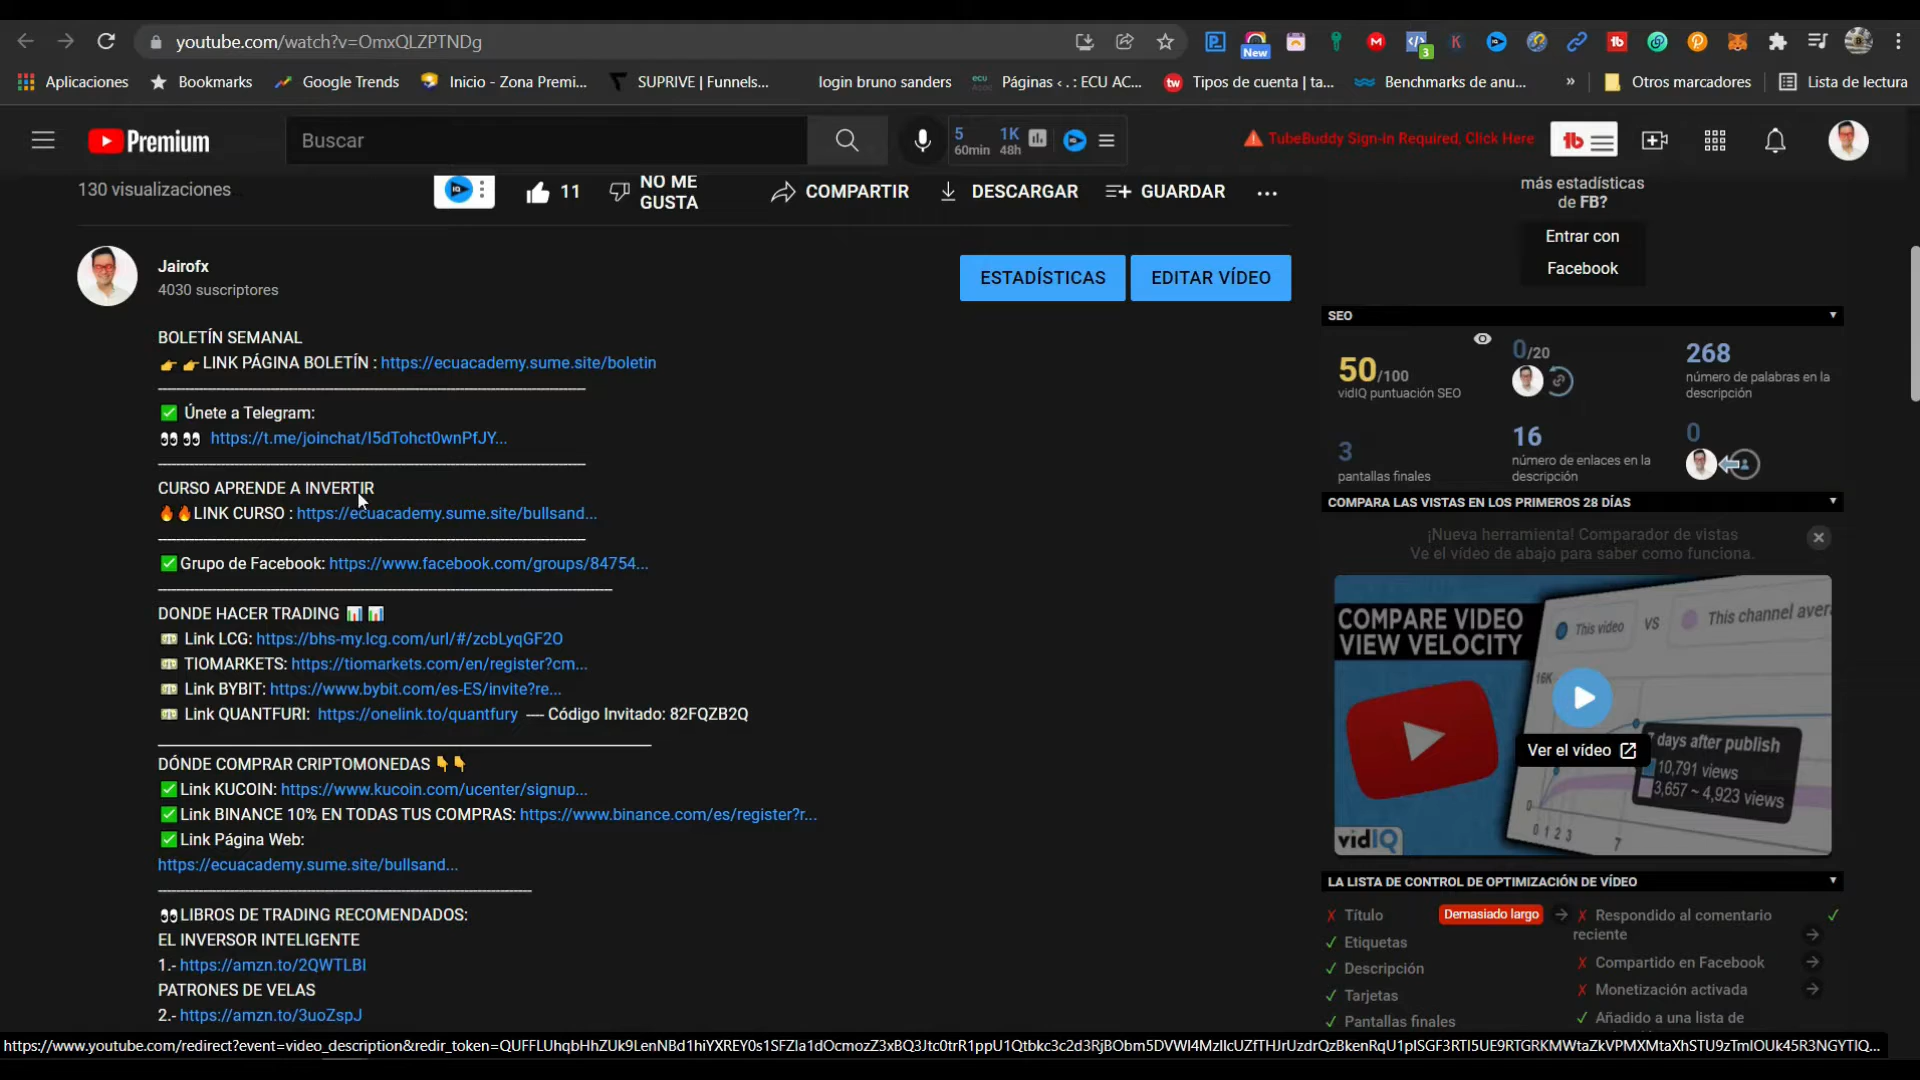 youtube.com/watch?v=OmxQLZPTNDg
New
3
Aplicaciones
Bookmarks
Google Trends
Inicio - Zona Premi...
SUPRIVE | Funnels...
login bruno sanders
Páginas ‹ . : ECU AC...
Tipos de cuenta | ta...
Benchmarks de anu...
»
Otros marcadores
Lista de lectura
Premium
Buscar
5
60min
1K
48h
TubeBuddy Sign-In Required, Click Here
130 visualizaciones
11
NO ME
GUSTA
COMPARTIR
DESCARGAR
GUARDAR
más estadísticas
de FB?
Entrar con
Facebook
Jairofx
4030 suscriptores
ESTADÍSTICAS
EDITAR VÍDEO
BOLETÍN SEMANAL
👉 👉 LINK PÁGINA BOLETÍN : https://ecuacademy.sume.site/boletin
✅ Únete a Telegram:
👀👀 https://t.me/joinchat/I5dTohct0wnPfJY...
CURSO APRENDE A INVERTIR
🔥🔥LINK CURSO : https://ecuacademy.sume.site/bullsand...
✅Grupo de Facebook: https://www.facebook.com/groups/84754...
DONDE HACER TRADING 📊 📊
💵 Link LCG: https://bhs-my.lcg.com/url/#/zcbLyqGF2O
💵 TIOMARKETS: https://tiomarkets.com/en/register?cm...
💵 Link BYBIT: https://www.bybit.com/es-ES/invite?re...
💵 Link QUANTFURI: https://onelink.to/quantfury ---- Código Invitado: 82FQZB2Q
DÓNDE COMPRAR CRIPTOMONEDAS 👇👇
✅Link KUCOIN: https://www.kucoin.com/ucenter/signup...
✅Link BINANCE 10% EN TODAS TUS COMPRAS: https://www.binance.com/es/register?r...
✅Link Página Web:
https://ecuacademy.sume.site/bullsand...
👀LIBROS DE TRADING RECOMENDADOS:
EL INVERSOR INTELIGENTE
1.- https://amzn.to/2QWTLBI
PATRONES DE VELAS
2.- https://amzn.to/3uoZspJ
SEO
50/100
vidIQ puntuación SEO
0/20
268
número de palabras en la
descripción
3
pantallas finales
16
número de enlaces en la
descripción
0
COMPARA LAS VISTAS EN LOS PRIMEROS 28 DÍAS
¡Nueva herramienta! Comparador de vistas
Ve el vídeo de abajo para saber como funciona.
COMPARE VIDEO
VIEW VELOCITY
This video
VS
This channel aver
16K
Ver el vídeo
7 days after publish
10,791 views
3,657 ~ 4,923 views
0
0 1 2 3
7
vidIQ
LA LISTA DE CONTROL DE OPTIMIZACIÓN DE VÍDEO
Título
Demasiado largo
Etiquetas
Descripción
Tarjetas
Pantallas finales
Respondido al comentario
reciente
Compartido en Facebook
Monetización activada
Añadido a una lista de